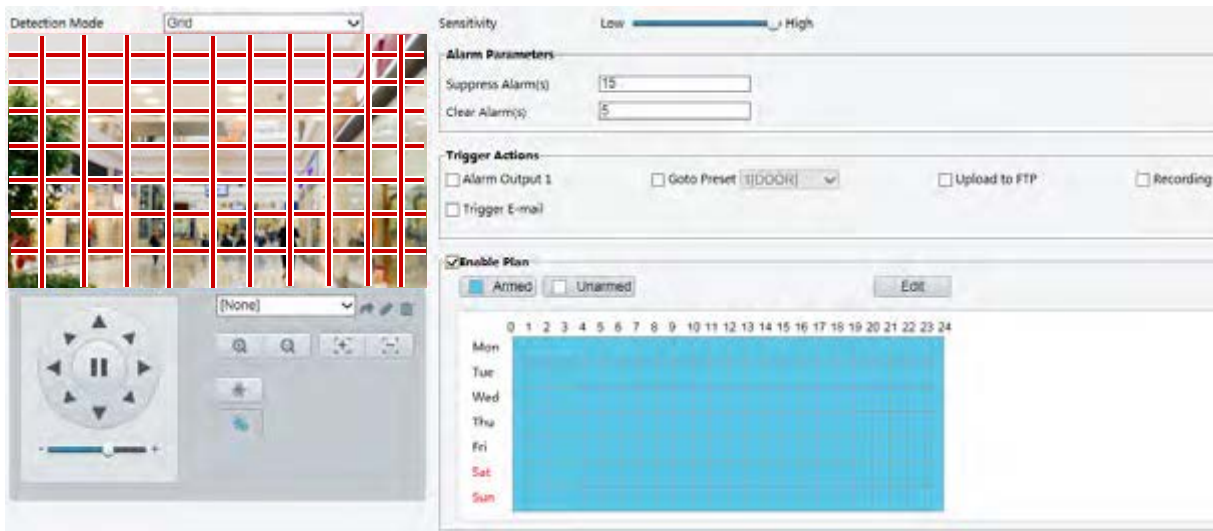 Detection Mode
Grid
Sensitivity
Low
High
Alarm Parameters
Suppress Alarm(s)
15
Clear Alarm(s)
5
Trigger Actions
Alarm Output 1
Goto Preset
1[DOOR]
Upload to FTP
Recording
Trigger E-mail
Enable Plan
Armed
Unarmed
Edit
[None]
0 1 2 3 4 5 6 7 8 9 10 11 12 13 14 15 16 17 18 19 20 21 22 23 24
Mon
Tue
Wed
Thu
Fri
Sat
Sun